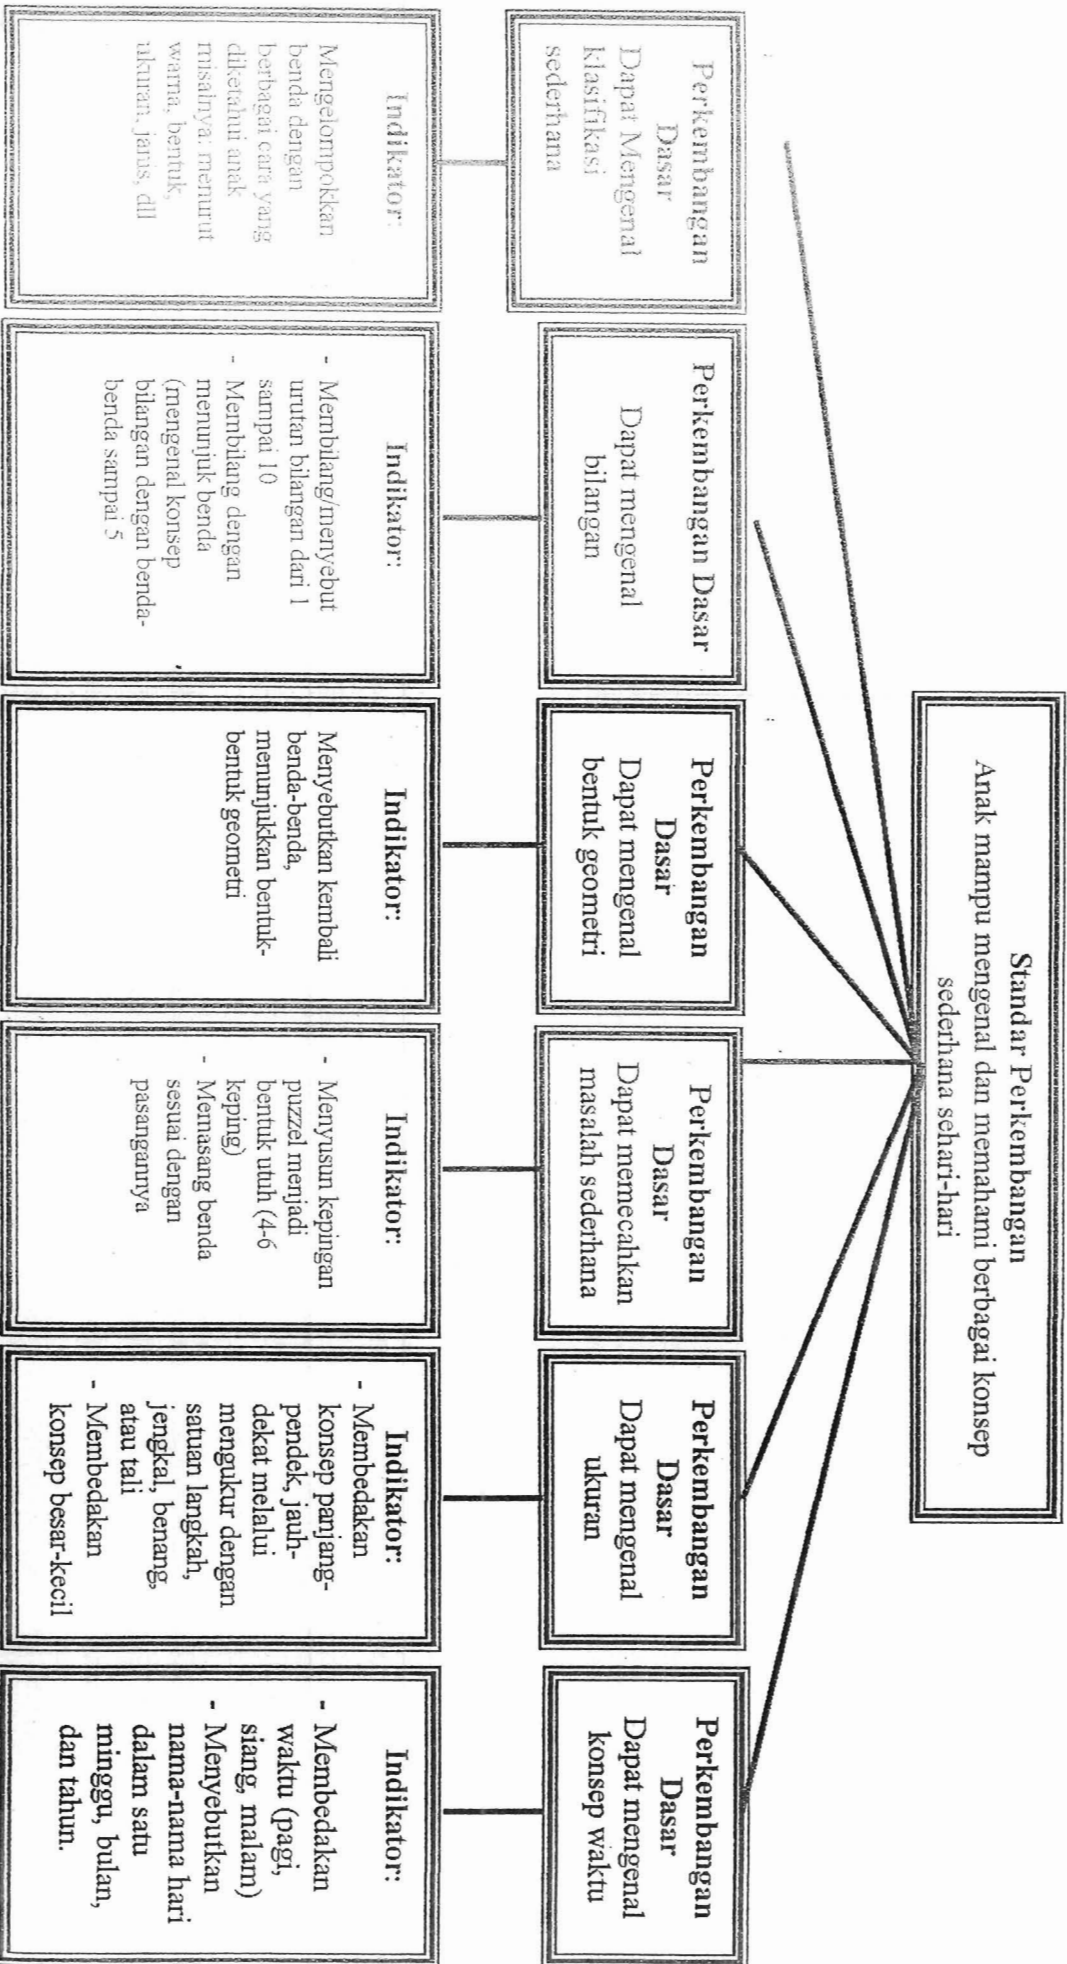 Standar Perkembangan
Anak mampu mengenal dan memahami berbagai konsep
sederhana sehari-hari
Perkembangan
Dasar
Dapat Mengenal
klasifikasi
sederhana
Perkembangan Dasar
Dapat mengenal
bilangan
Perkembangan
Dasar
Dapat mengenal
bentuk geometri
Perkembangan
Dasar
Dapat memecahkan
masalah sederhana
Perkembangan
Dasar
Dapat mengenal
ukuran
Perkembangan
Dasar
Dapat mengenal
konsep waktu
Indikator:
Mengelompokkan
benda dengan
berbagai cara yang
diketahui anak
misalnya: menurut
warna, bentuk,
ukuran, janis, dll
Indikator:
- Membilang/menyebut
urutan bilangan dari 1
sampai 10
- Membilang dengan
menunjuk benda
(mengenal konsep
bilangan dengan benda-
benda sampai 5
Indikator:
Menyebutkan kembali
benda-benda,
menunjukkan bentuk-
bentuk geometri
Indikator:
- Menyusun kepingan
puzzel menjadi
bentuk utuh (4-6
keping)
- Memasang benda
sesuai dengan
pasangannya
Indikator:
- Membedakan
konsep panjang-
pendek, jauh-
dekat melalui
mengukur dengan
satuan langkah,
jengkal, benang,
atau tali
- Membedakan
konsep besar-kecil
Indikator:
- Membedakan
waktu (pagi,
siang, malam)
- Menyebutkan
nama-nama hari
dalam satu
minggu, bulan,
dan tahun.